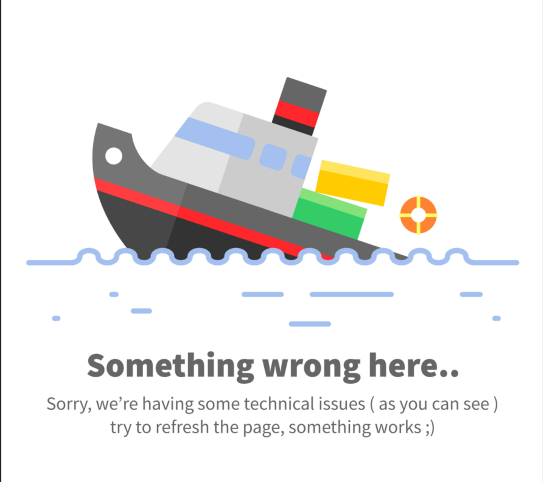 Something wrong here..
Sorry, we’re having some technical issues ( as you can see )
try to refresh the page, something works ;)